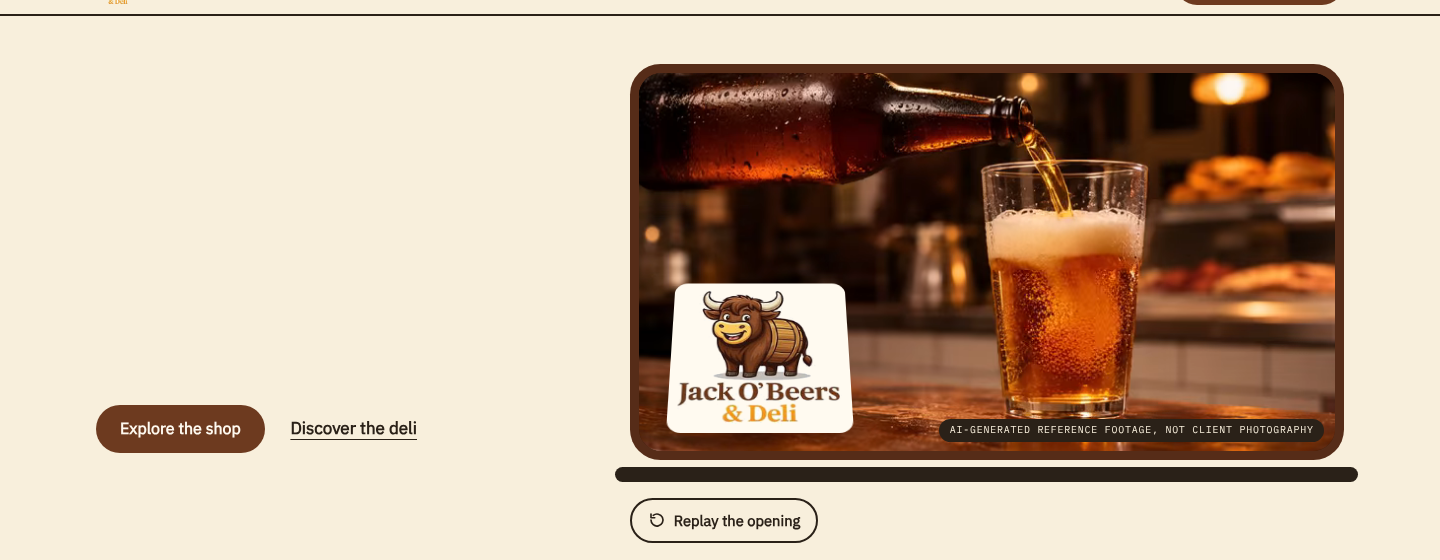 & Deli
Explore the shop
Discover the deli
Jack O'Beers
& Deli
AI-GENERATED REFERENCE FOOTAGE, NOT CLIENT PHOTOGRAPHY
Replay the opening